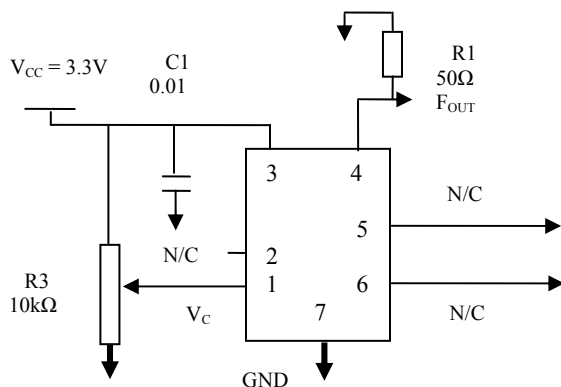 V_CC = 3.3V
C1
0.01
R1
50Ω
F_OUT
3
4
N/C
5
N/C
2
R3
10kΩ
1
6
V_C
N/C
7
GND